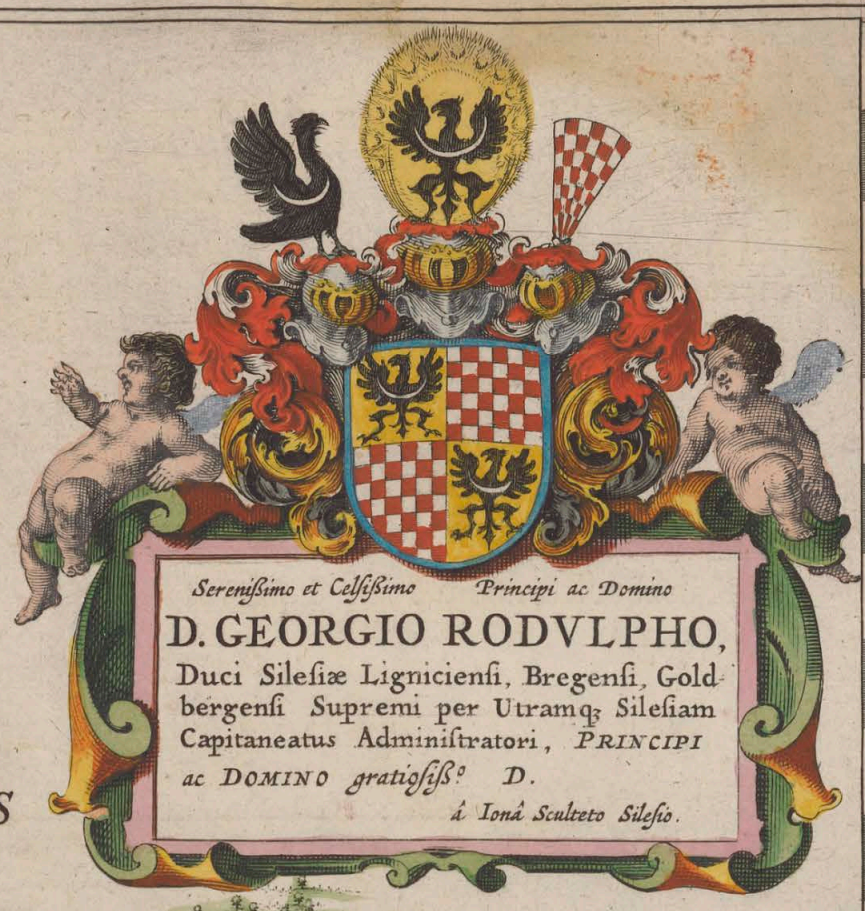 Serenißimo et Celsißimo Principi ac Domino
D. GEORGIO RODVLPHO,
Duci Sileſiæ Ligniciensi, Bregenſi, Gold-
bergenſi Supremi per Utramqꝫ Sileſiam
Capitaneatus Adminiſtratori, PRINCIPI
ac DOMINO gratioſiß.º D.
â Ionâ Sculteto Sileſio.
S